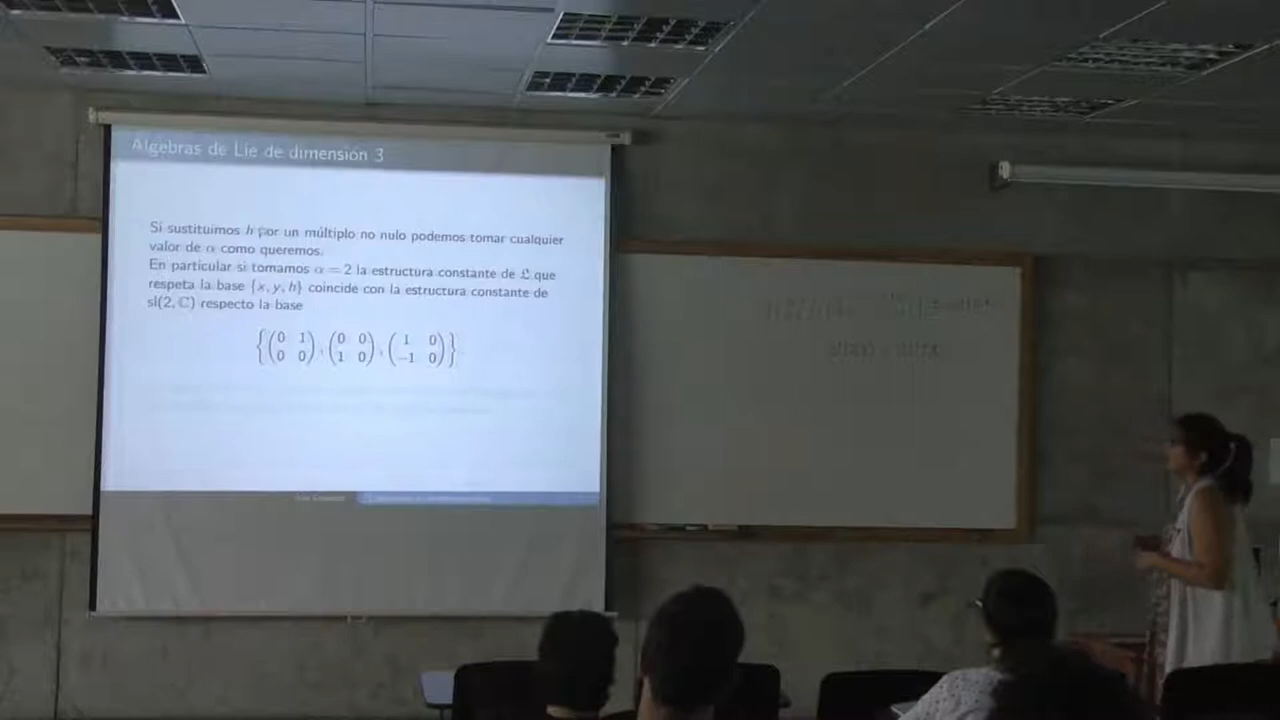 Álgebras de Lie de dimensión 3
Si sustituimos h por un múltiplo no nulo podemos tomar cualquier
valor de α como queremos.
En particular si tomamos α = 2 la estructura constante de 𝔏 que
respeta la base {x, y, h} coincide con la estructura constante de
sl(2, ℂ) respecto la base
{(0 1), (0 0), (1 0)}
{(0 0), (1 0), (−1 0)}